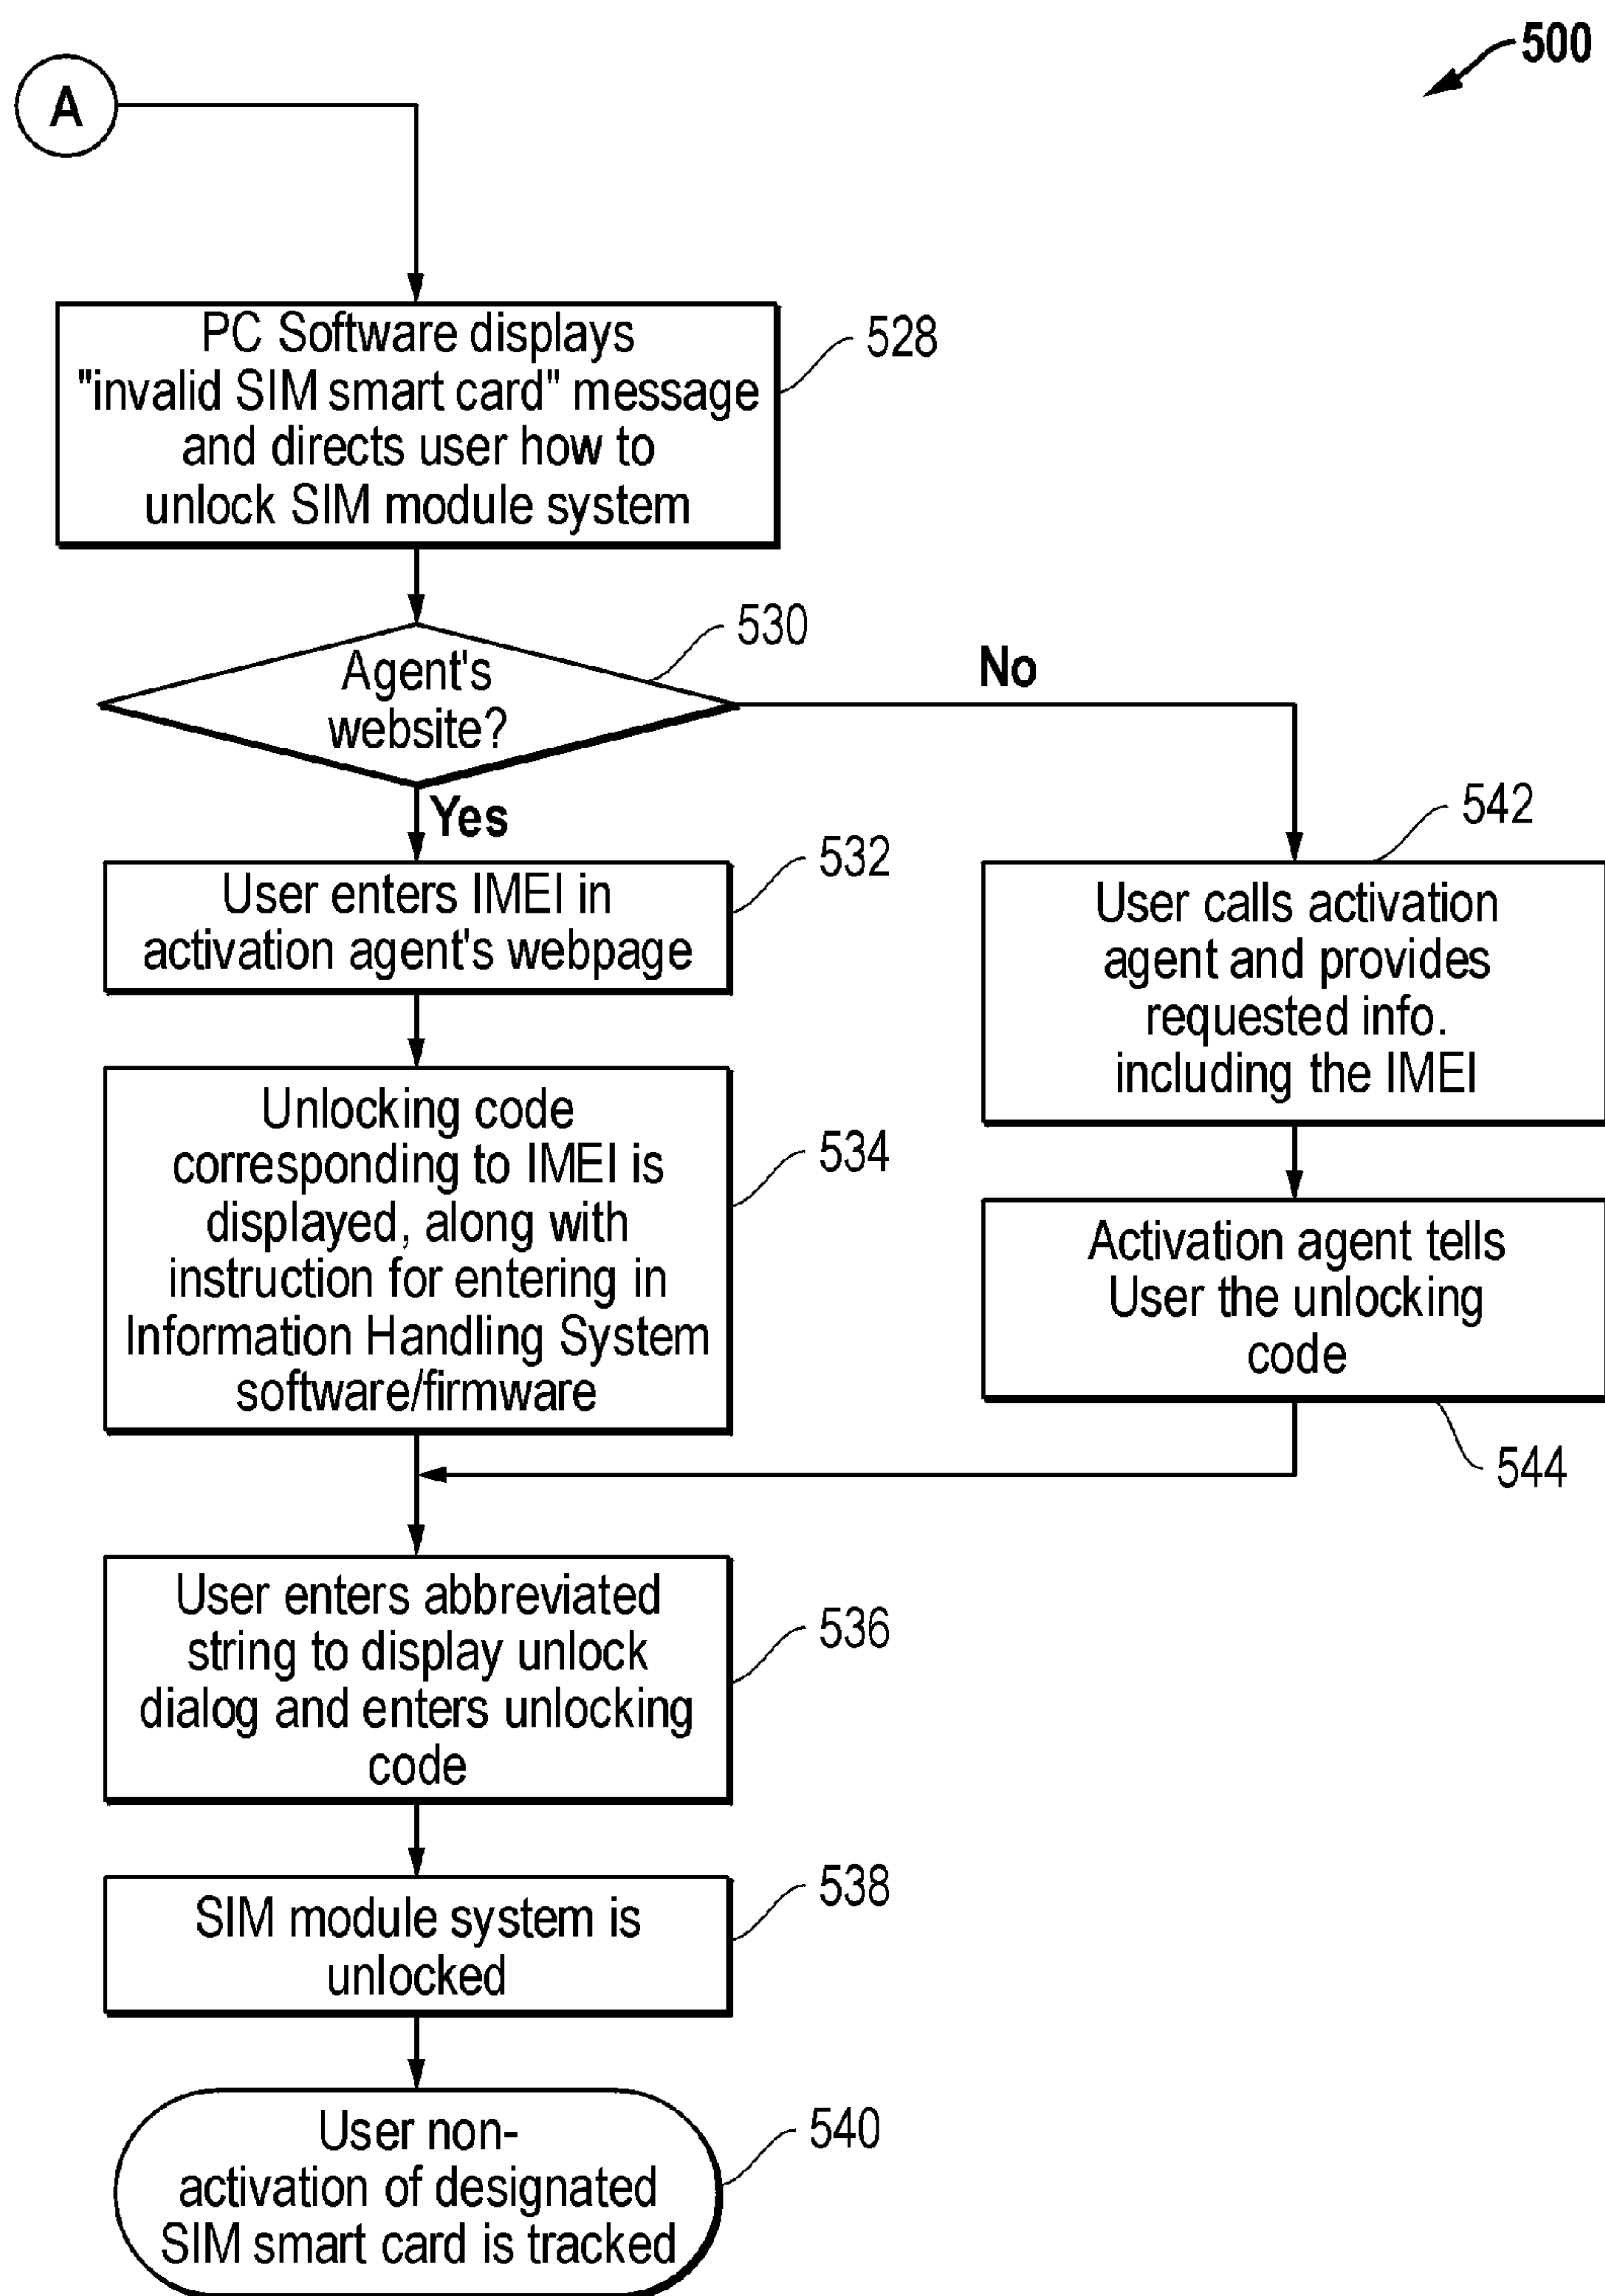 500
A
PC Software displays
"invalid SIM smart card" message
and directs user how to
unlock SIM module system
528
530
Agent's
website?
No
Yes
532
User enters IMEI in
activation agent's webpage
542
User calls activation
agent and provides
requested info.
including the IMEI
534
Unlocking code
corresponding to IMEI is
displayed, along with
instruction for entering in
Information Handling System
software/firmware
Activation agent tells
User the unlocking
code
544
User enters abbreviated
string to display unlock
dialog and enters unlocking
code
536
538
SIM module system is
unlocked
540
User non-
activation of designated
SIM smart card is tracked